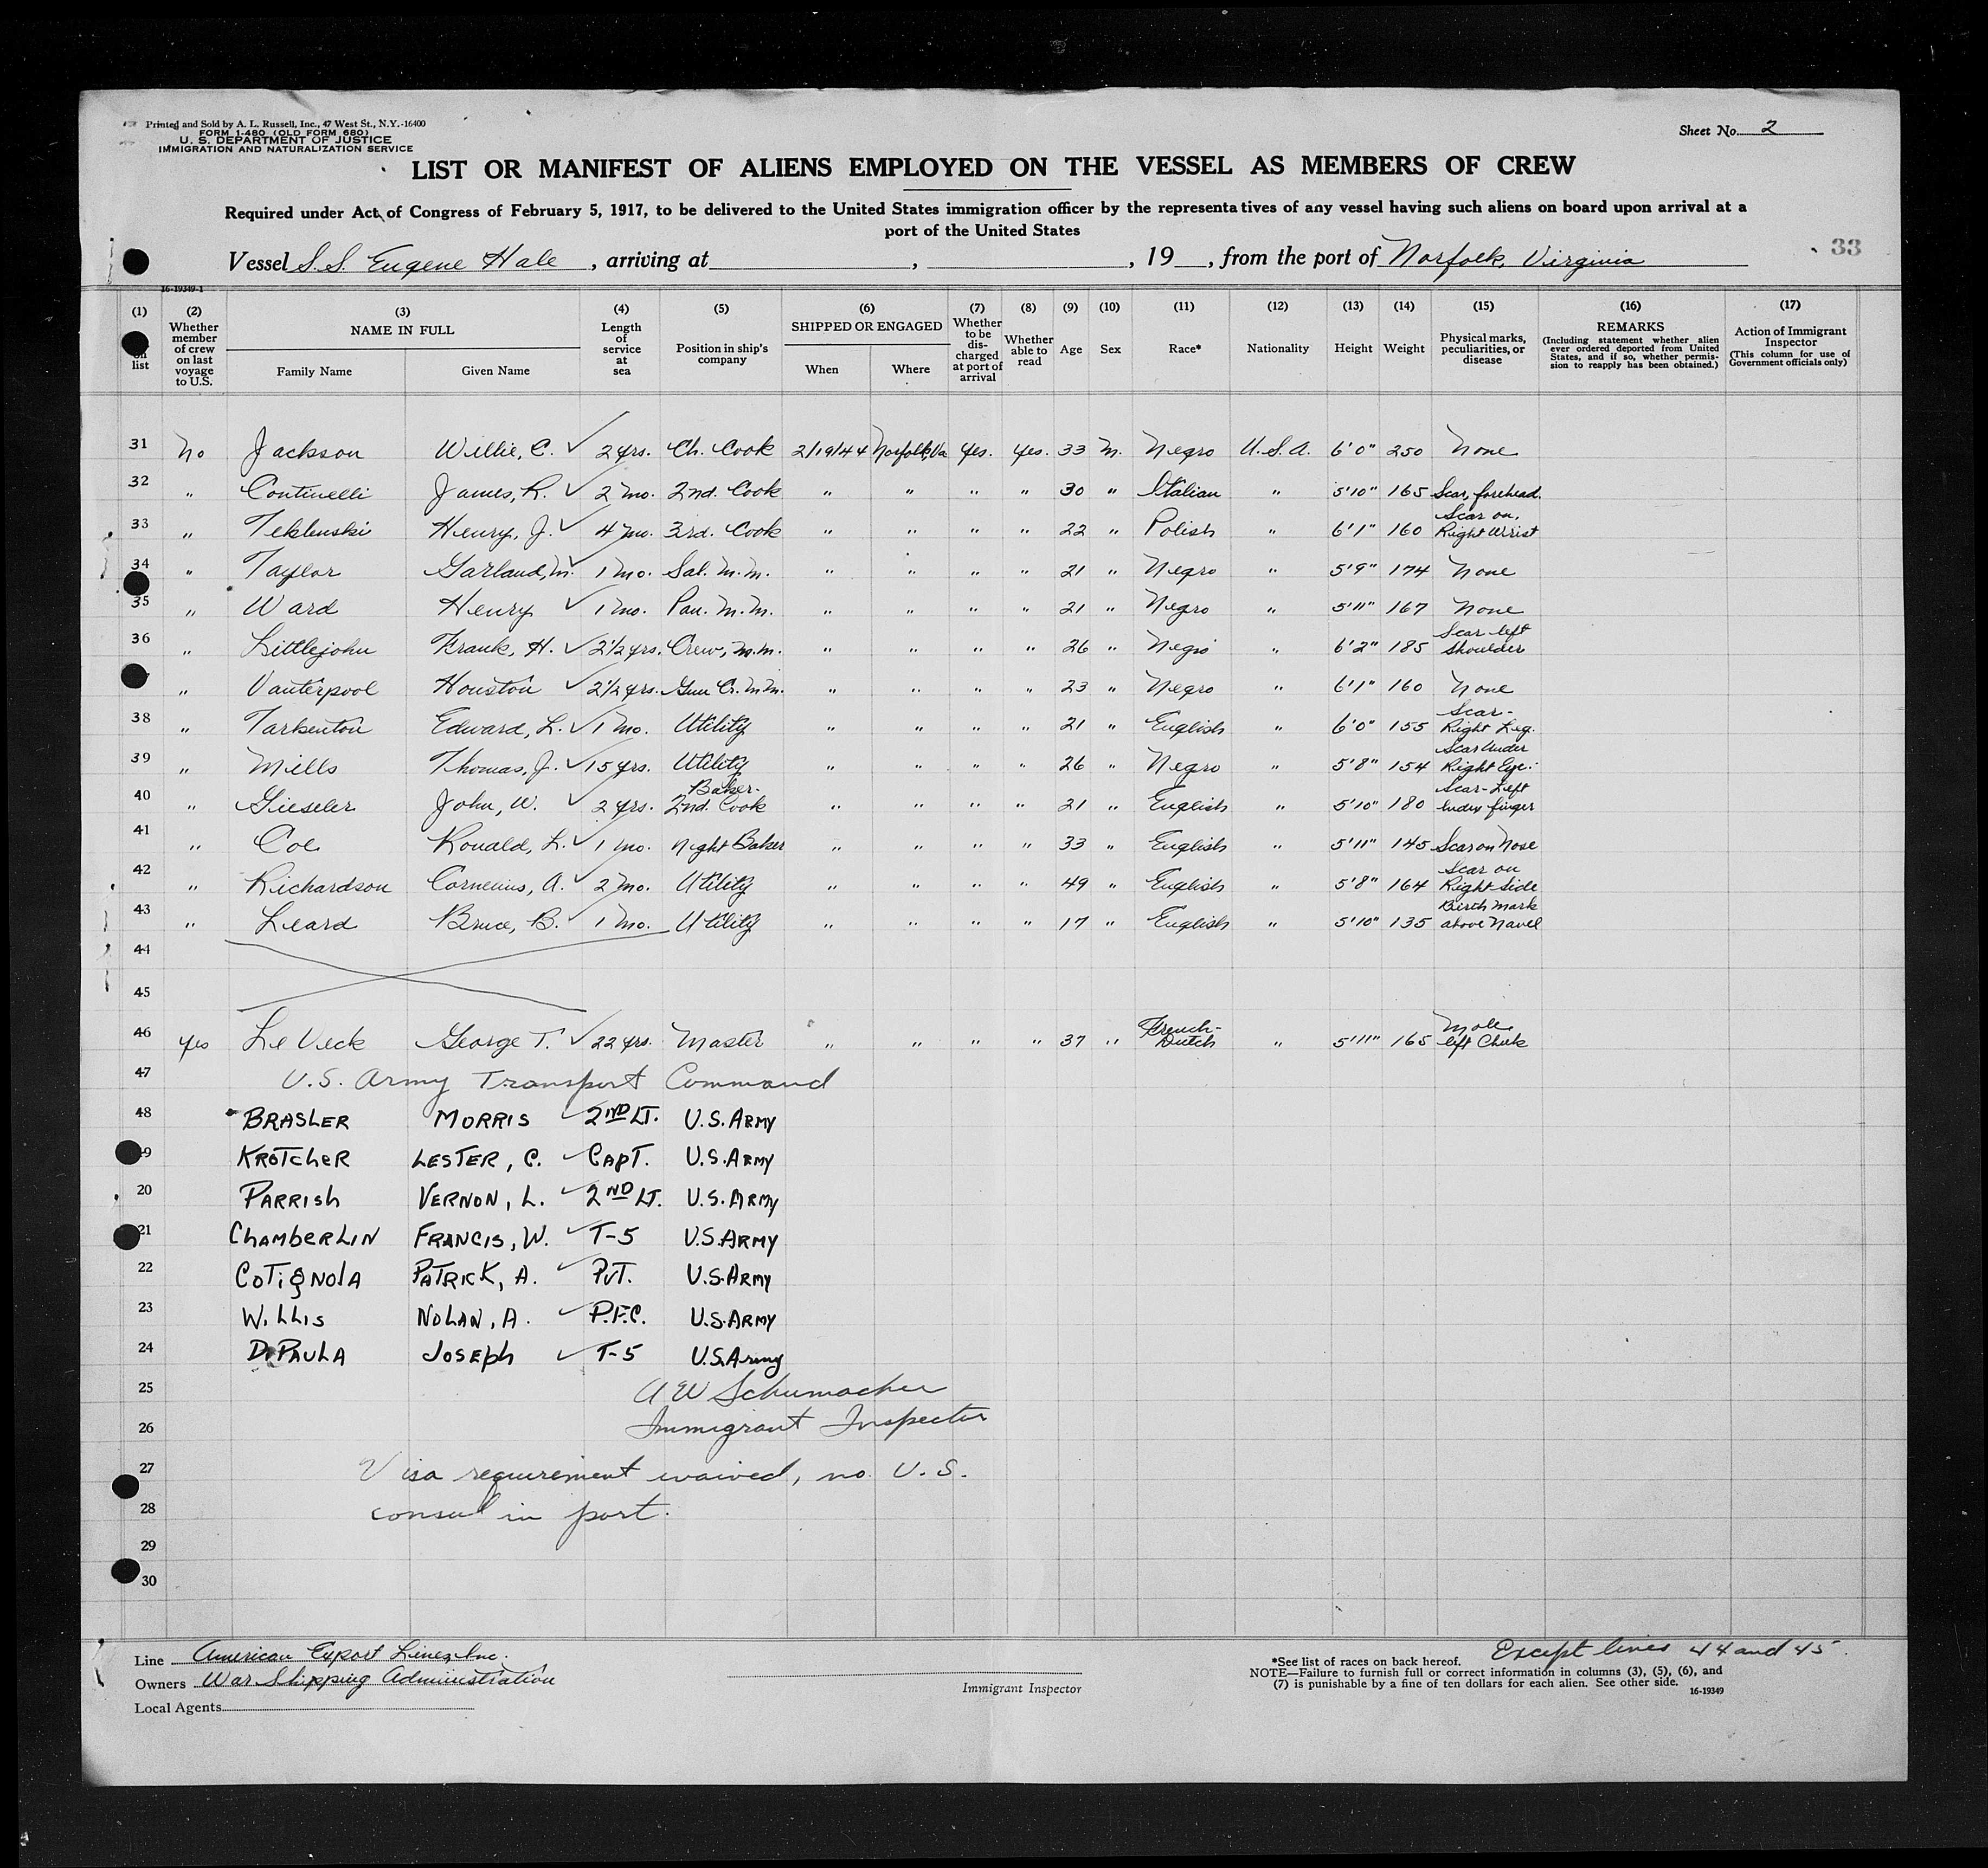 Printed and Sold by A. L. Russell, Inc., 47 West St., N.Y.-16400
FORM I-480 (OLD FORM 680)
U. S. DEPARTMENT OF JUSTICE
IMMIGRATION AND NATURALIZATION SERVICE
Sheet No. 2
LIST OR MANIFEST OF ALIENS EMPLOYED ON THE VESSEL AS MEMBERS OF CREW
Required under Act of Congress of February 5, 1917, to be delivered to the United States immigration officer by the representatives of any vessel having such aliens on board upon arrival at a
port of the United States
Vessel S.S. Eugene Hale, arriving at , , 19 , from the port of Norfolk, Virginia
33
16-19349-1
(1) on list
(2) Whether member of crew on last voyage to U.S.
(3) NAME IN FULL Family Name Given Name
(4) Length of service at sea
(5) Position in ship's company
(6) SHIPPED OR ENGAGED When Where
(7) Whether to be discharged at port of arrival
(8) Whether able to read
(9) Age
(10) Sex
(11) Race*
(12) Nationality
(13) Height
(14) Weight
(15) Physical marks, peculiarities, or disease
(16) REMARKS (Including statement whether alien ever ordered deported from United States, and if so, whether permission to reapply has been obtained.)
(17) Action of Immigrant Inspector (This column for use of Government officials only)
31 No Jackson Willie, C. ✓ 2 yrs. Ch. Cook 2/19/44 Norfolk, Va Yes. Yes. 33 M. Negro U.S.A. 6'0" 250 None
32 " Continelli James, R. ✓ 2 mo. 2nd. Cook " " " " 30 " Italian " 5'10" 165 Scar, forehead.
33 " Teklenski Henry, J. ✓ 4 mo. 3rd. Cook " " " " 22 " Polish " 6'1" 160 Scar on Right Wrist
34 " Taylor Garland, M. ✓ 1 mo. Sal. M.M. " " " " 21 " Negro " 5'9" 174 None
35 " Ward Henry ✓ 1 mo. Pan. M.M. " " " " 21 " Negro " 5'11" 167 None
36 " Littlejohn Frank, H. ✓ 2 1/2 yrs. Crew, M.M. " " " " 26 " Negro " 6'2" 185 Scar left Shoulder
" Vanterpool Houston ✓ 2 1/2 yrs. Gun Cr. M.M. " " " " 23 " Negro " 6'1" 160 None
38 " Tarkenton Edward, L. ✓ 1 mo. Utility " " " " 21 " English " 6'0" 155 Scar- Right Leg.
39 " Mills Thomas, J. ✓ 15 yrs. Utility " " " " 26 " Negro " 5'8" 154 Scar Under Right Eye.
40 " Gieseler John, W. ✓ 2 yrs. Baker- 2nd. Cook " " " " 21 " English " 5'10" 180 Scar-Left Index finger
41 " Coe Ronald, L. ✓ 1 mo. Night Baker " " " " 33 " English " 5'11" 145 Scar on Nose
42 " Richardson Cornelius, A. ✓ 2 mo. Utility " " " " 49 " English " 5'8" 164 Scar on Right Side
43 " Leard Bruce, B. ✓ 1 mo. Utility " " " " 17 " English " 5'10" 135 Birth Mark above Navel
44
45
46 Yes Le Veck George T. ✓ 22 yrs. Master " " " " 37 " French-Dutch " 5'11" 165 Mole left Cheek
47 U.S. Army Transport Command
48 BRASLER MORRIS ✓ 2ND LT. U.S. ARMY
KROTCHER LESTER, C. ✓ CAPT. U.S. ARMY
20 PARRISH VERNON, L. ✓ 2ND LT. U.S. ARMY
21 CHAMBERLIN FRANCIS, W. ✓ T-5 U.S. ARMY
22 COTIGNOLA PATRICK, A. ✓ PVT. U.S. ARMY
23 WILLIS NOLAN, A. ✓ P.F.C. U.S. ARMY
24 DiPAULA JOSEPH ✓ T-5 U.S. Army
25 A W Schumacher
26 Immigrant Inspector
27 Visa requirement waived, no U.S.
28 consul in port.
29
30
Line American Export Lines, Inc.
Owners War Shipping Administration
Local Agents
Immigrant Inspector
Except lines 44 and 45.
*See list of races on back hereof.
NOTE—Failure to furnish full or correct information in columns (3), (5), (6), and
(7) is punishable by a fine of ten dollars for each alien. See other side.
16-19349